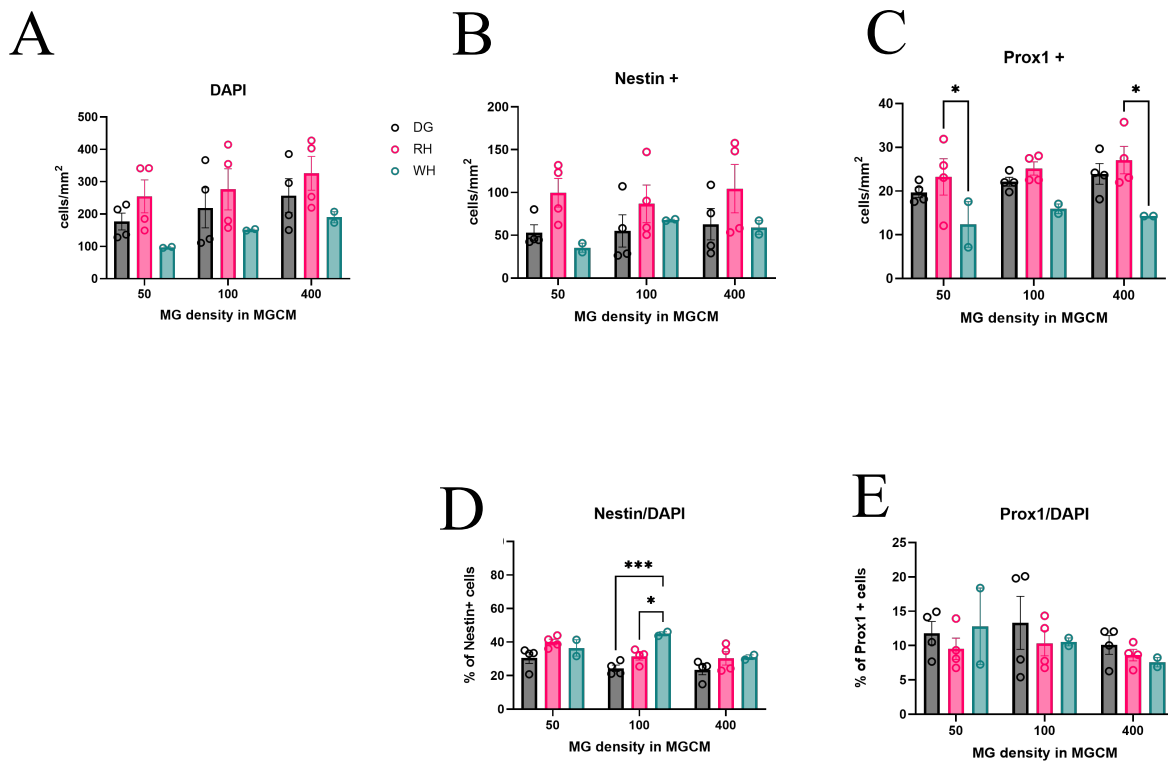 A
B
C
DAPI
Nestin +
Prox1 +
500
400
300
200
100
0
cells/mm2
50
100
400
MG density in MGCM
DG
RH
WH
200
150
100
50
0
cells/mm2
50
100
400
MG density in MGCM
*
*
40
30
20
10
0
cells/mm2
50
100
400
MG density in MGCM
D
E
Nestin/DAPI
Prox1/DAPI
***
*
80
60
40
20
0
% of Nestin+ cells
50
100
400
MG density in MGCM
25
20
15
10
5
0
% of Prox1 + cells
50
100
400
MG density in MGCM